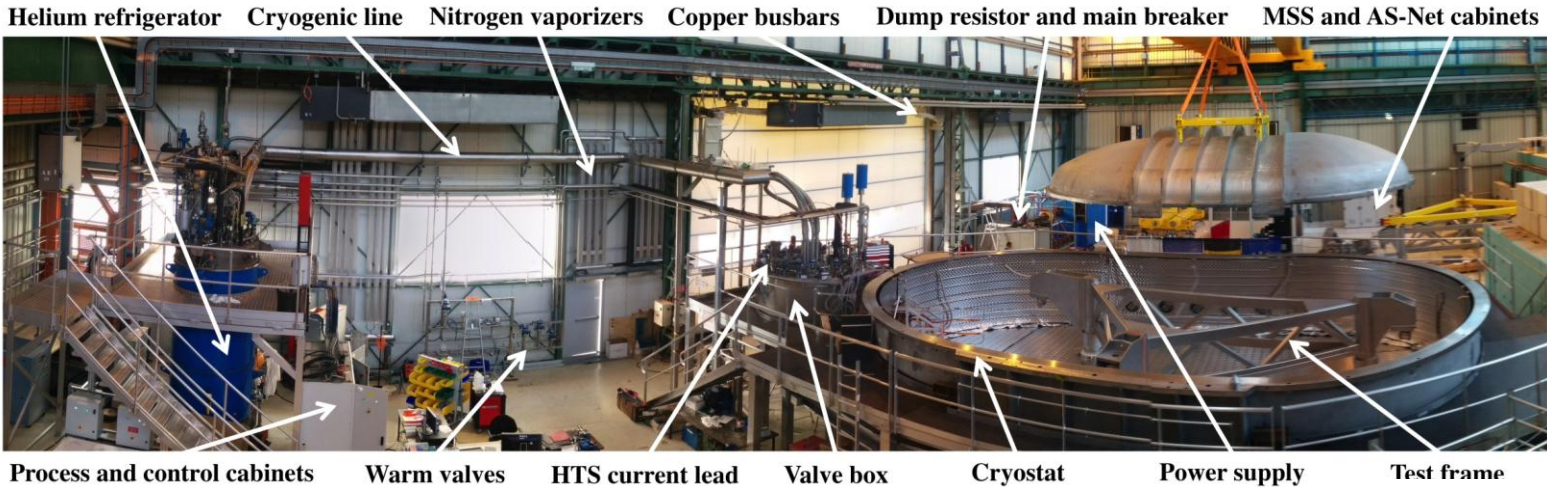 Helium refrigerator Cryogenic line Nitrogen vaporizers Copper busbars Dump resistor and main breaker MSS and AS-Net cabinets
Process and control cabinets Warm valves HTS current lead Valve box Cryostat Power supply Test frame